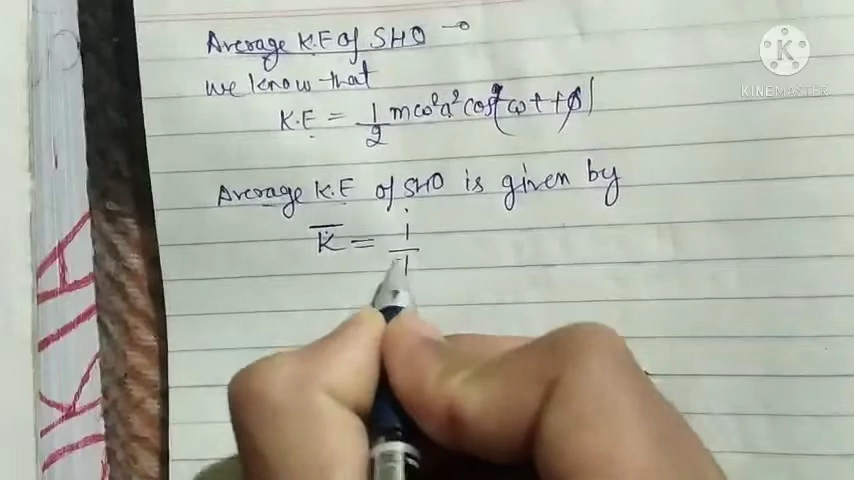 Average K.E of SHO →
We know that
K.E = 1/2 mω²a² cos²(ωt + φ)
Average K.E of SHO is given by
K̅ = 1/T
K
KINEMASTER